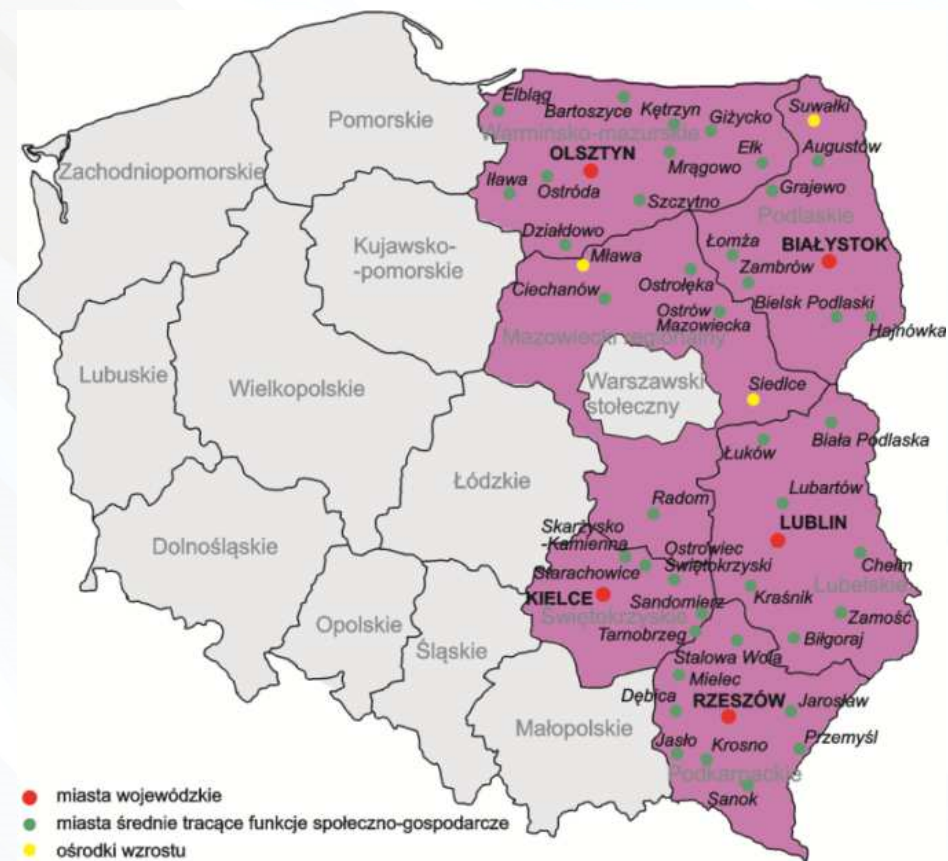 Elbląg
Bartoszyce
Kętrzyn
Giżycko
Suwałki
Pomorskie
Warmińsko-mazurskie
Zachodniopomorskie
OLSZTYN
Ełk
Augustów
Mrągowo
Iława
Ostróda
Grajewo
Szczytno
Podlaskie
Działdowo
Łomża
BIAŁYSTOK
Kujawsko-
-pomorskie
Mława
Zambrów
Ciechanów
Ostrołęka
Bielsk Podlaski
Ostrów
Mazowiecka
Hajnówka
Mazowiecki regionalny
Lubuskie
Wielkopolskie
Warszawski
stołeczny
Siedlce
Biała Podlaska
Łuków
Łódzkie
Radom
Lubartów
LUBLIN
Dolnośląskie
Skarżysko
-Kamienna
Ostrowiec
Świętokrzyski
Chełm
Starachowice
Lubelskie
KIELCE
Kraśnik
Sandomierz
Świętokrzyskie
Zamość
Opolskie
Tarnobrzeg
Biłgoraj
Śląskie
Stalowa Wola
Mielec
Dębica
RZESZÓW
Jarosław
Małopolskie
Przemyśl
Jasło
Krosno
Podkarpackie
Sanok
miasta wojewódzkie
miasta średnie tracące funkcje społeczno-gospodarcze
ośrodki wzrostu